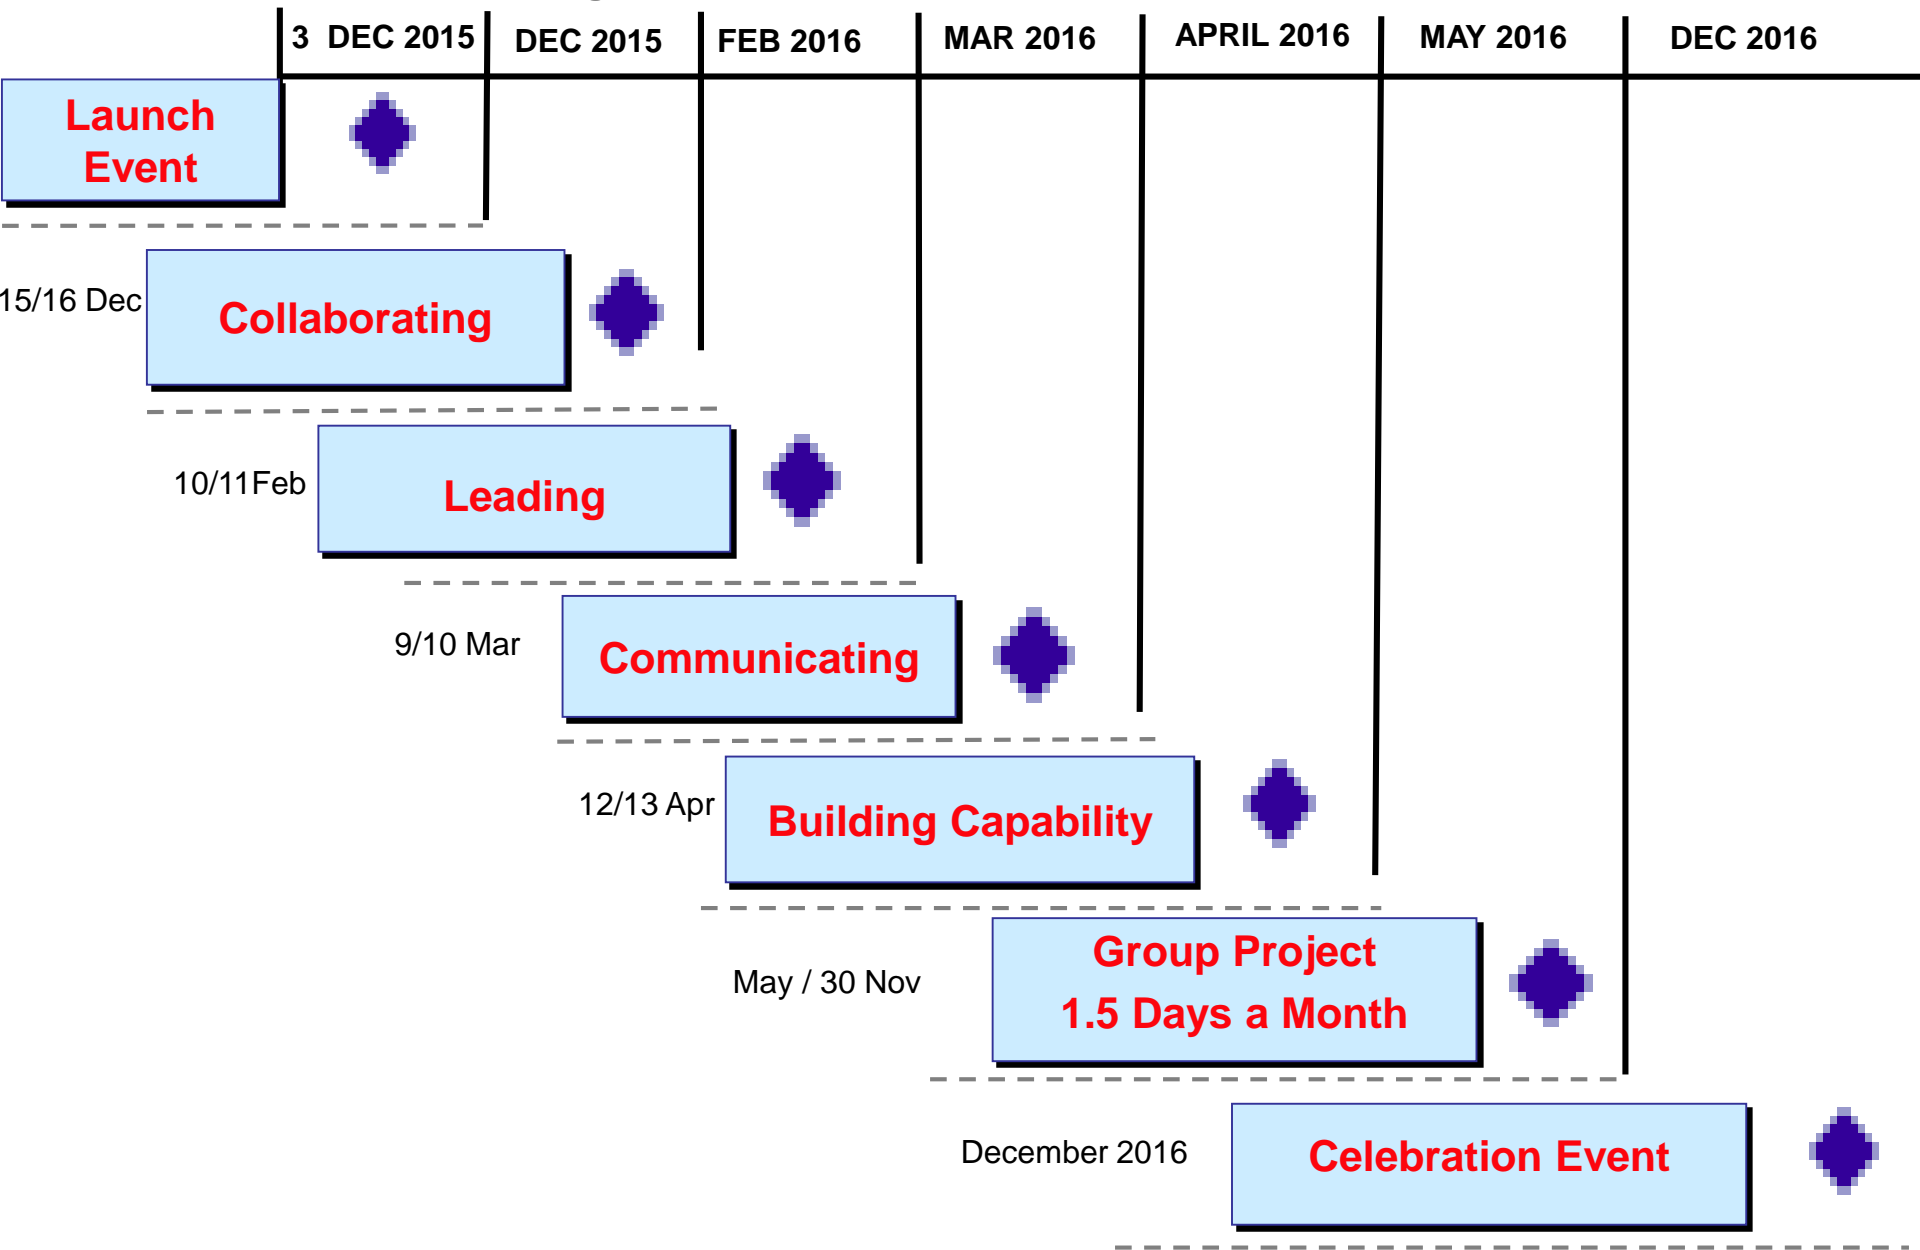 3 DEC 2015 DEC 2015 FEB 2016 MAR 2016 APRIL 2016 MAY 2016 DEC 2016
Launch
Event
15/16 Dec
Collaborating
10/11Feb
Leading
9/10 Mar
Communicating
12/13 Apr
Building Capability
May / 30 Nov
Group Project
1.5 Days a Month
December 2016
Celebration Event